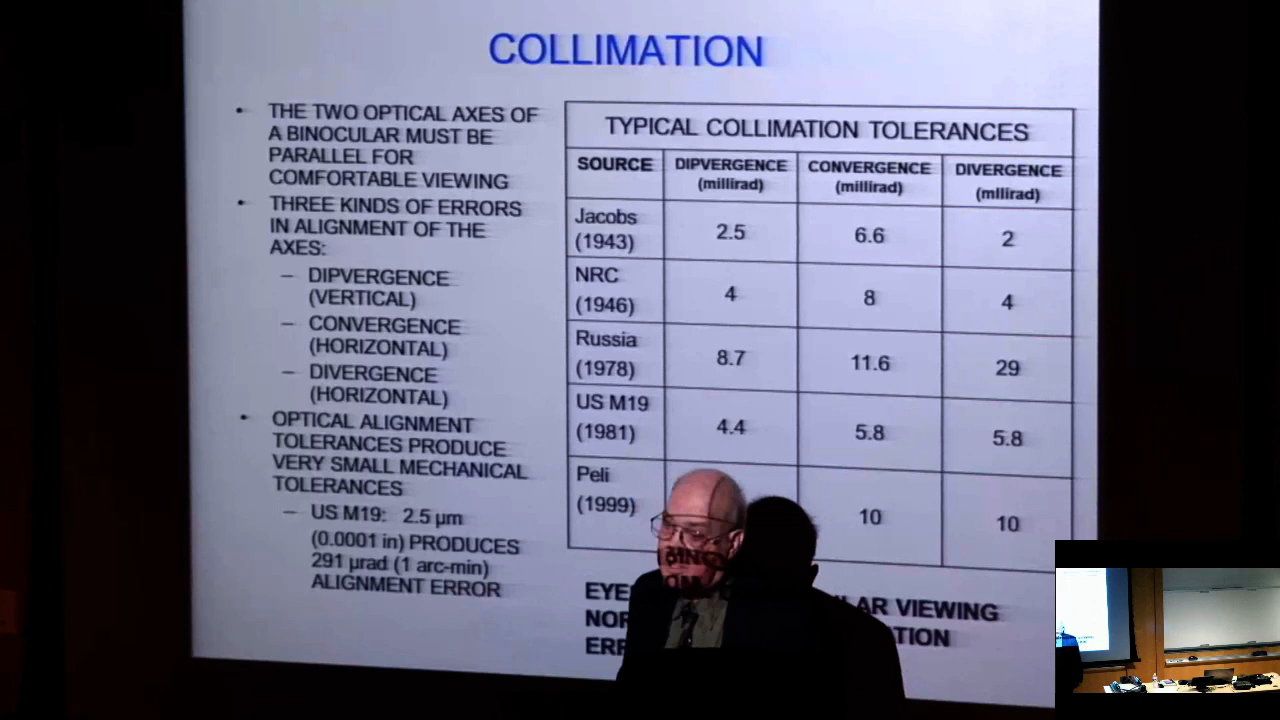 COLLIMATION
• THE TWO OPTICAL AXES OF
A BINOCULAR MUST BE
PARALLEL FOR
COMFORTABLE VIEWING
• THREE KINDS OF ERRORS
IN ALIGNMENT OF THE
AXES:
– DIPVERGENCE
(VERTICAL)
– CONVERGENCE
(HORIZONTAL)
– DIVERGENCE
(HORIZONTAL)
• OPTICAL ALIGNMENT
TOLERANCES PRODUCE
VERY SMALL MECHANICAL
TOLERANCES
– US M19: 2.5 µm
(0.0001 in) PRODUCES
291 µrad (1 arc-min)
ALIGNMENT ERROR
TYPICAL COLLIMATION TOLERANCES
SOURCE DIPVERGENCE CONVERGENCE DIVERGENCE
(millirad) (millirad) (millirad)
Jacobs
(1943) 2.5 6.6 2
NRC
(1946) 4 8 4
Russia
(1978) 8.7 11.6 29
US M19
(1981) 4.4 5.8 5.8
Peli
(1999) 10 10
VIEWING